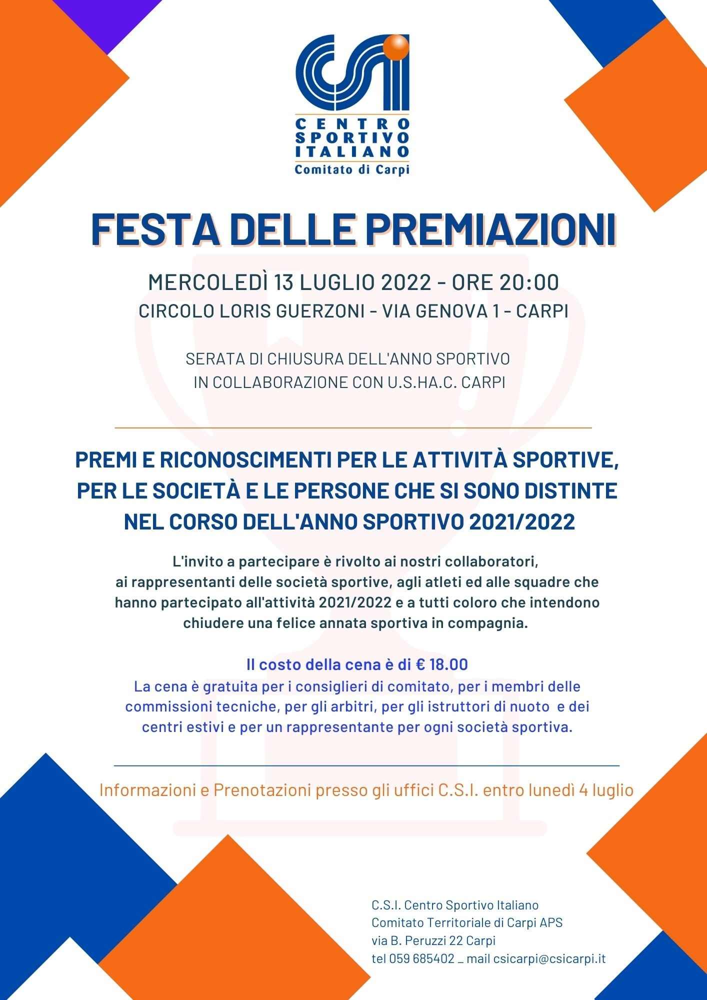 CSI
CENTRO
SPORTIVO
ITALIANO
Comitato di Carpi
FESTA DELLE PREMIAZIONI
MERCOLEDÌ 13 LUGLIO 2022 - ORE 20:00
CIRCOLO LORIS GUERZONI - VIA GENOVA 1 - CARPI
SERATA DI CHIUSURA DELL'ANNO SPORTIVO
IN COLLABORAZIONE CON U.S.HA.C. CARPI
PREMI E RICONOSCIMENTI PER LE ATTIVITÀ SPORTIVE,
PER LE SOCIETÀ E LE PERSONE CHE SI SONO DISTINTE
NEL CORSO DELL'ANNO SPORTIVO 2021/2022
L'invito a partecipare è rivolto ai nostri collaboratori,
ai rappresentanti delle società sportive, agli atleti ed alle squadre che
hanno partecipato all'attività 2021/2022 e a tutti coloro che intendono
chiudere una felice annata sportiva in compagnia.
Il costo della cena è di € 18.00
La cena è gratuita per i consiglieri di comitato, per i membri delle
commissioni tecniche, per gli arbitri, per gli istruttori di nuoto e dei
centri estivi e per un rappresentante per ogni società sportiva.
Informazioni e Prenotazioni presso gli uffici C.S.I. entro lunedì 4 luglio
C.S.I. Centro Sportivo Italiano
Comitato Territoriale di Carpi APS
via B. Peruzzi 22 Carpi
tel 059 685402 _ mail csicarpi@csicarpi.it